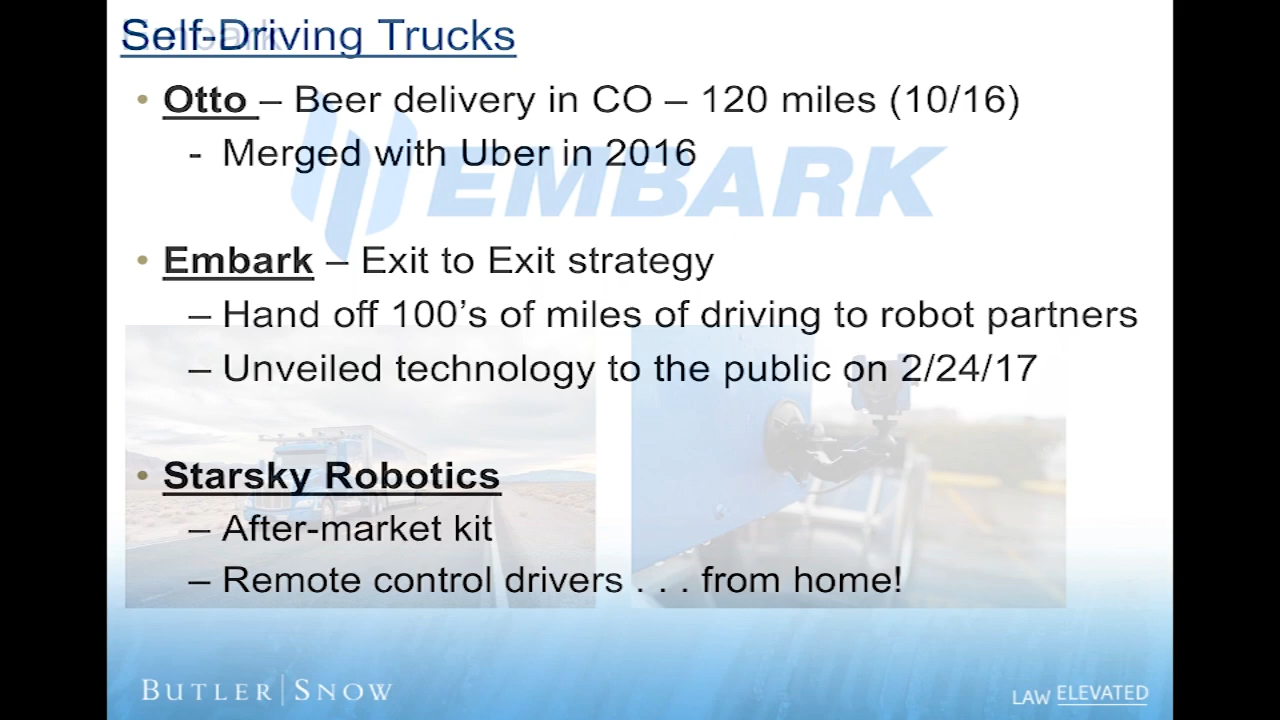 Self-Driving Trucks
Embark
• Otto – Beer delivery in CO – 120 miles (10/16)
- Merged with Uber in 2016
EMBARK
• Embark – Exit to Exit strategy
– Hand off 100’s of miles of driving to robot partners
– Unveiled technology to the public on 2/24/17
• Starsky Robotics
– After-market kit
– Remote control drivers . . . from home!
BUTLER | SNOW
LAW ELEVATED